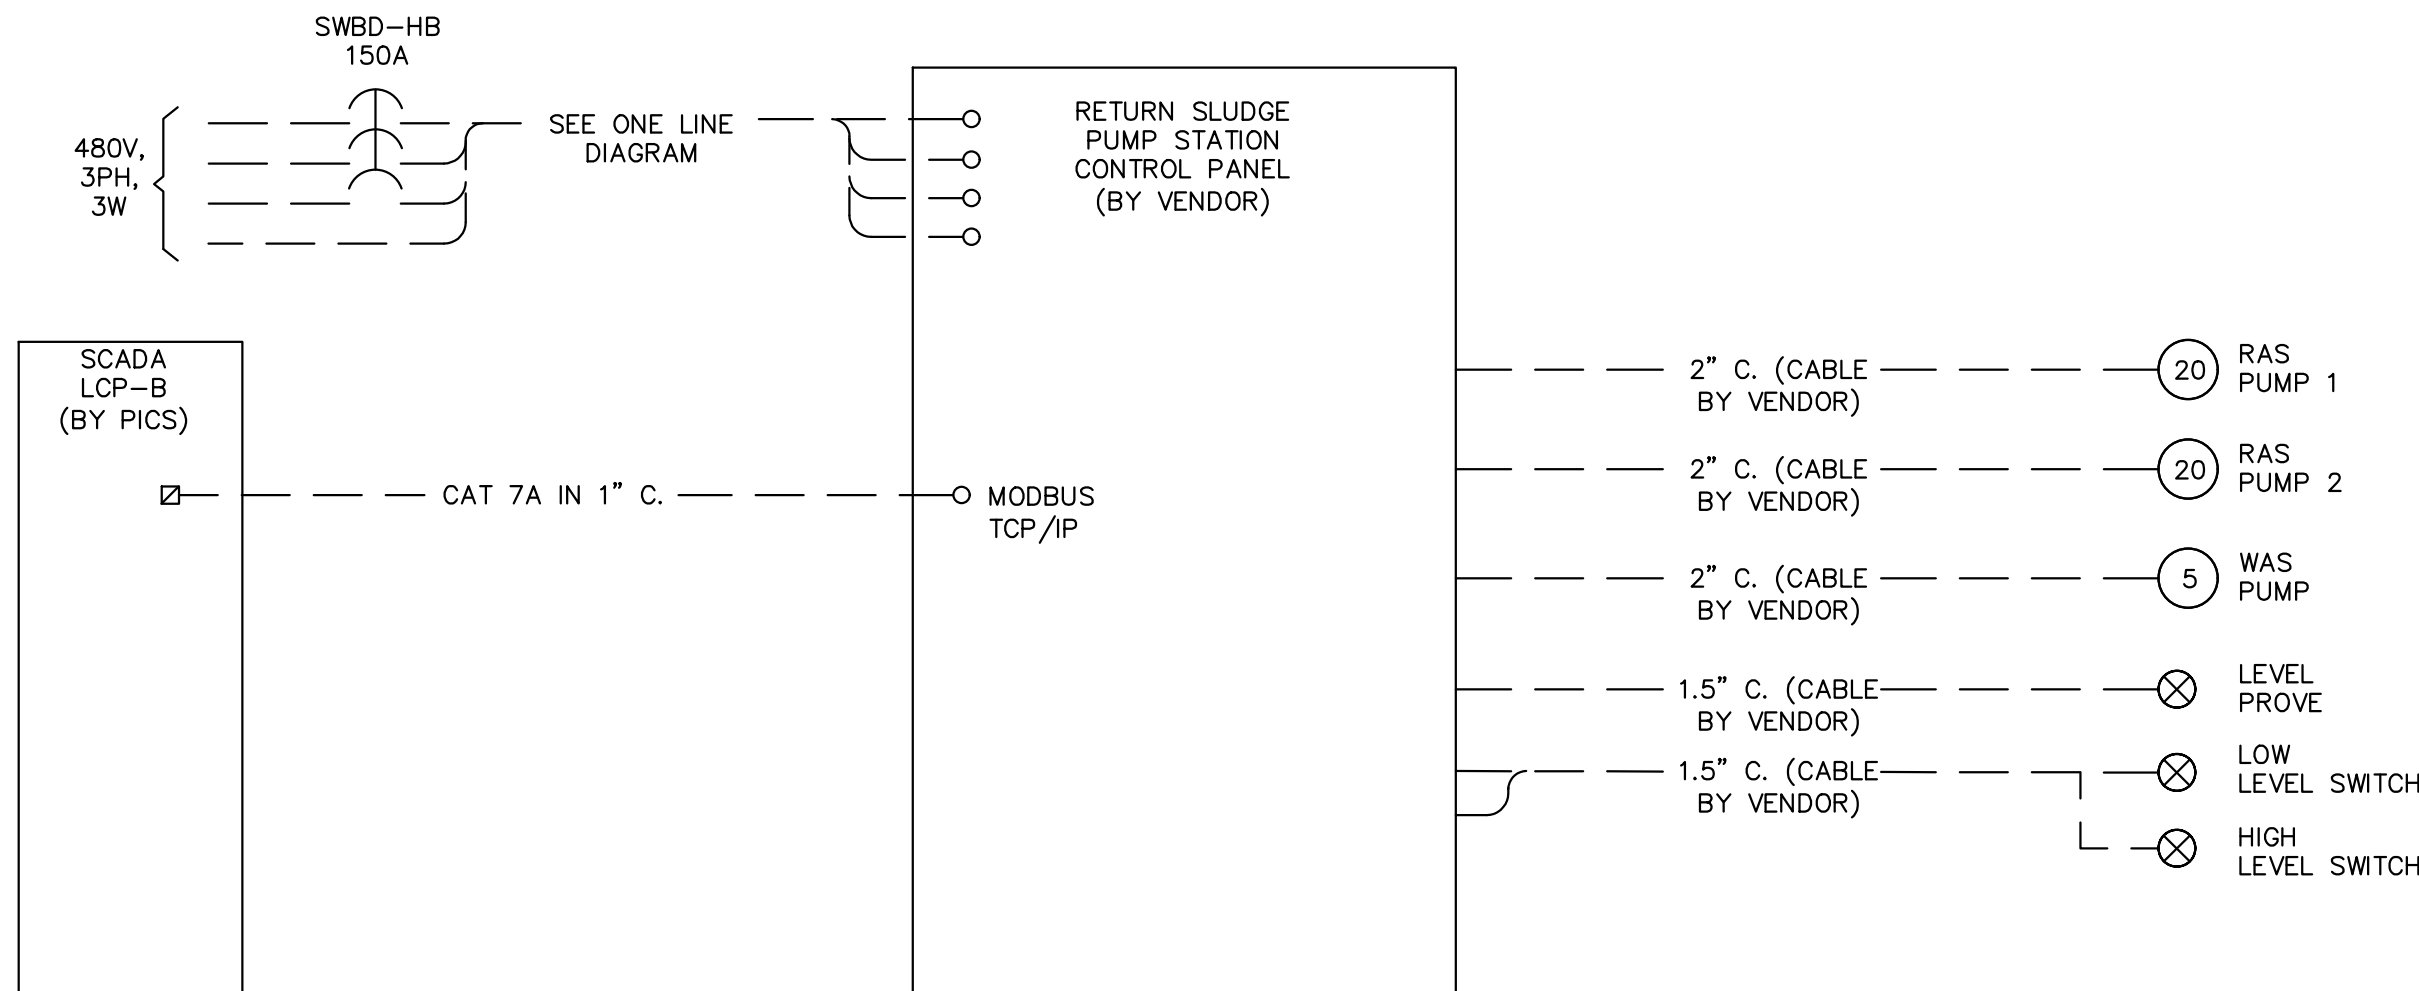 SWBD-HB
150A
480V,
3PH,
3W
SEE ONE LINE
DIAGRAM
RETURN SLUDGE
PUMP STATION
CONTROL PANEL
(BY VENDOR)
SCADA
LCP-B
(BY PICS)
CAT 7A IN 1" C.
MODBUS
TCP/IP
2" C. (CABLE
BY VENDOR)
20
RAS
PUMP 1
2" C. (CABLE
BY VENDOR)
20
RAS
PUMP 2
2" C. (CABLE
BY VENDOR)
5
WAS
PUMP
1.5" C. (CABLE
BY VENDOR)
LEVEL
PROVE
1.5" C. (CABLE
BY VENDOR)
LOW
LEVEL SWITCH
HIGH
LEVEL SWITCH